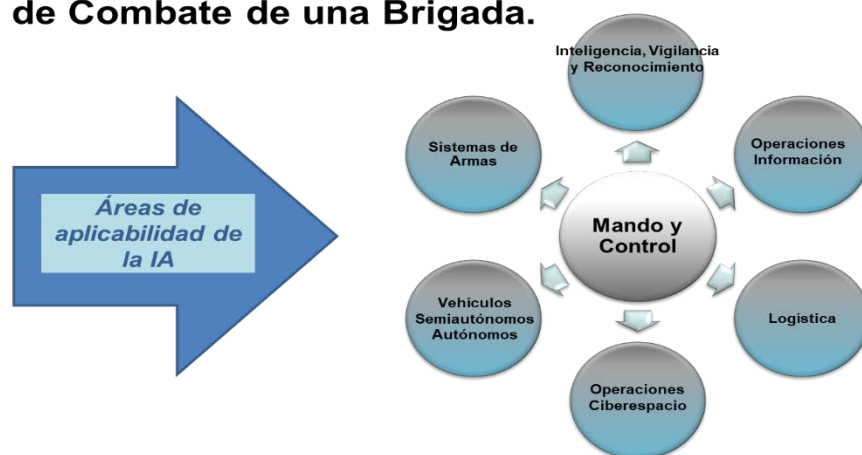 de Combate de una Brigada.
Áreas de
aplicabilidad de
la IA
Inteligencia, Vigilancia
y Reconocimiento
Sistemas de
Armas
Operaciones
Información
Mando y
Control
Vehículos
Semiautónomos
Autónomos
Logística
Operaciones
Ciberespacio